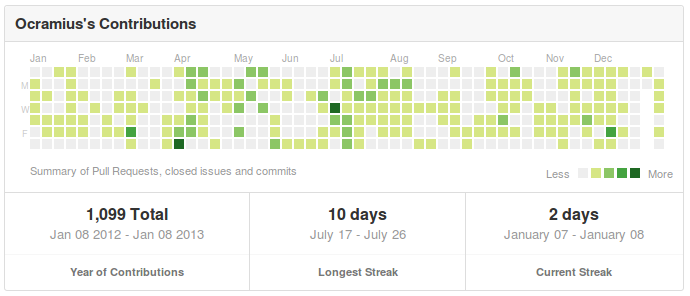 Ocramius's Contributions
Jan Feb Mar Apr May Jun Jul Aug Sep Oct Nov Dec
M
W
F
Summary of Pull Requests, closed issues and commits
Less More
1,099 Total
Jan 08 2012 - Jan 08 2013
Year of Contributions
10 days
July 17 - July 26
Longest Streak
2 days
January 07 - January 08
Current Streak